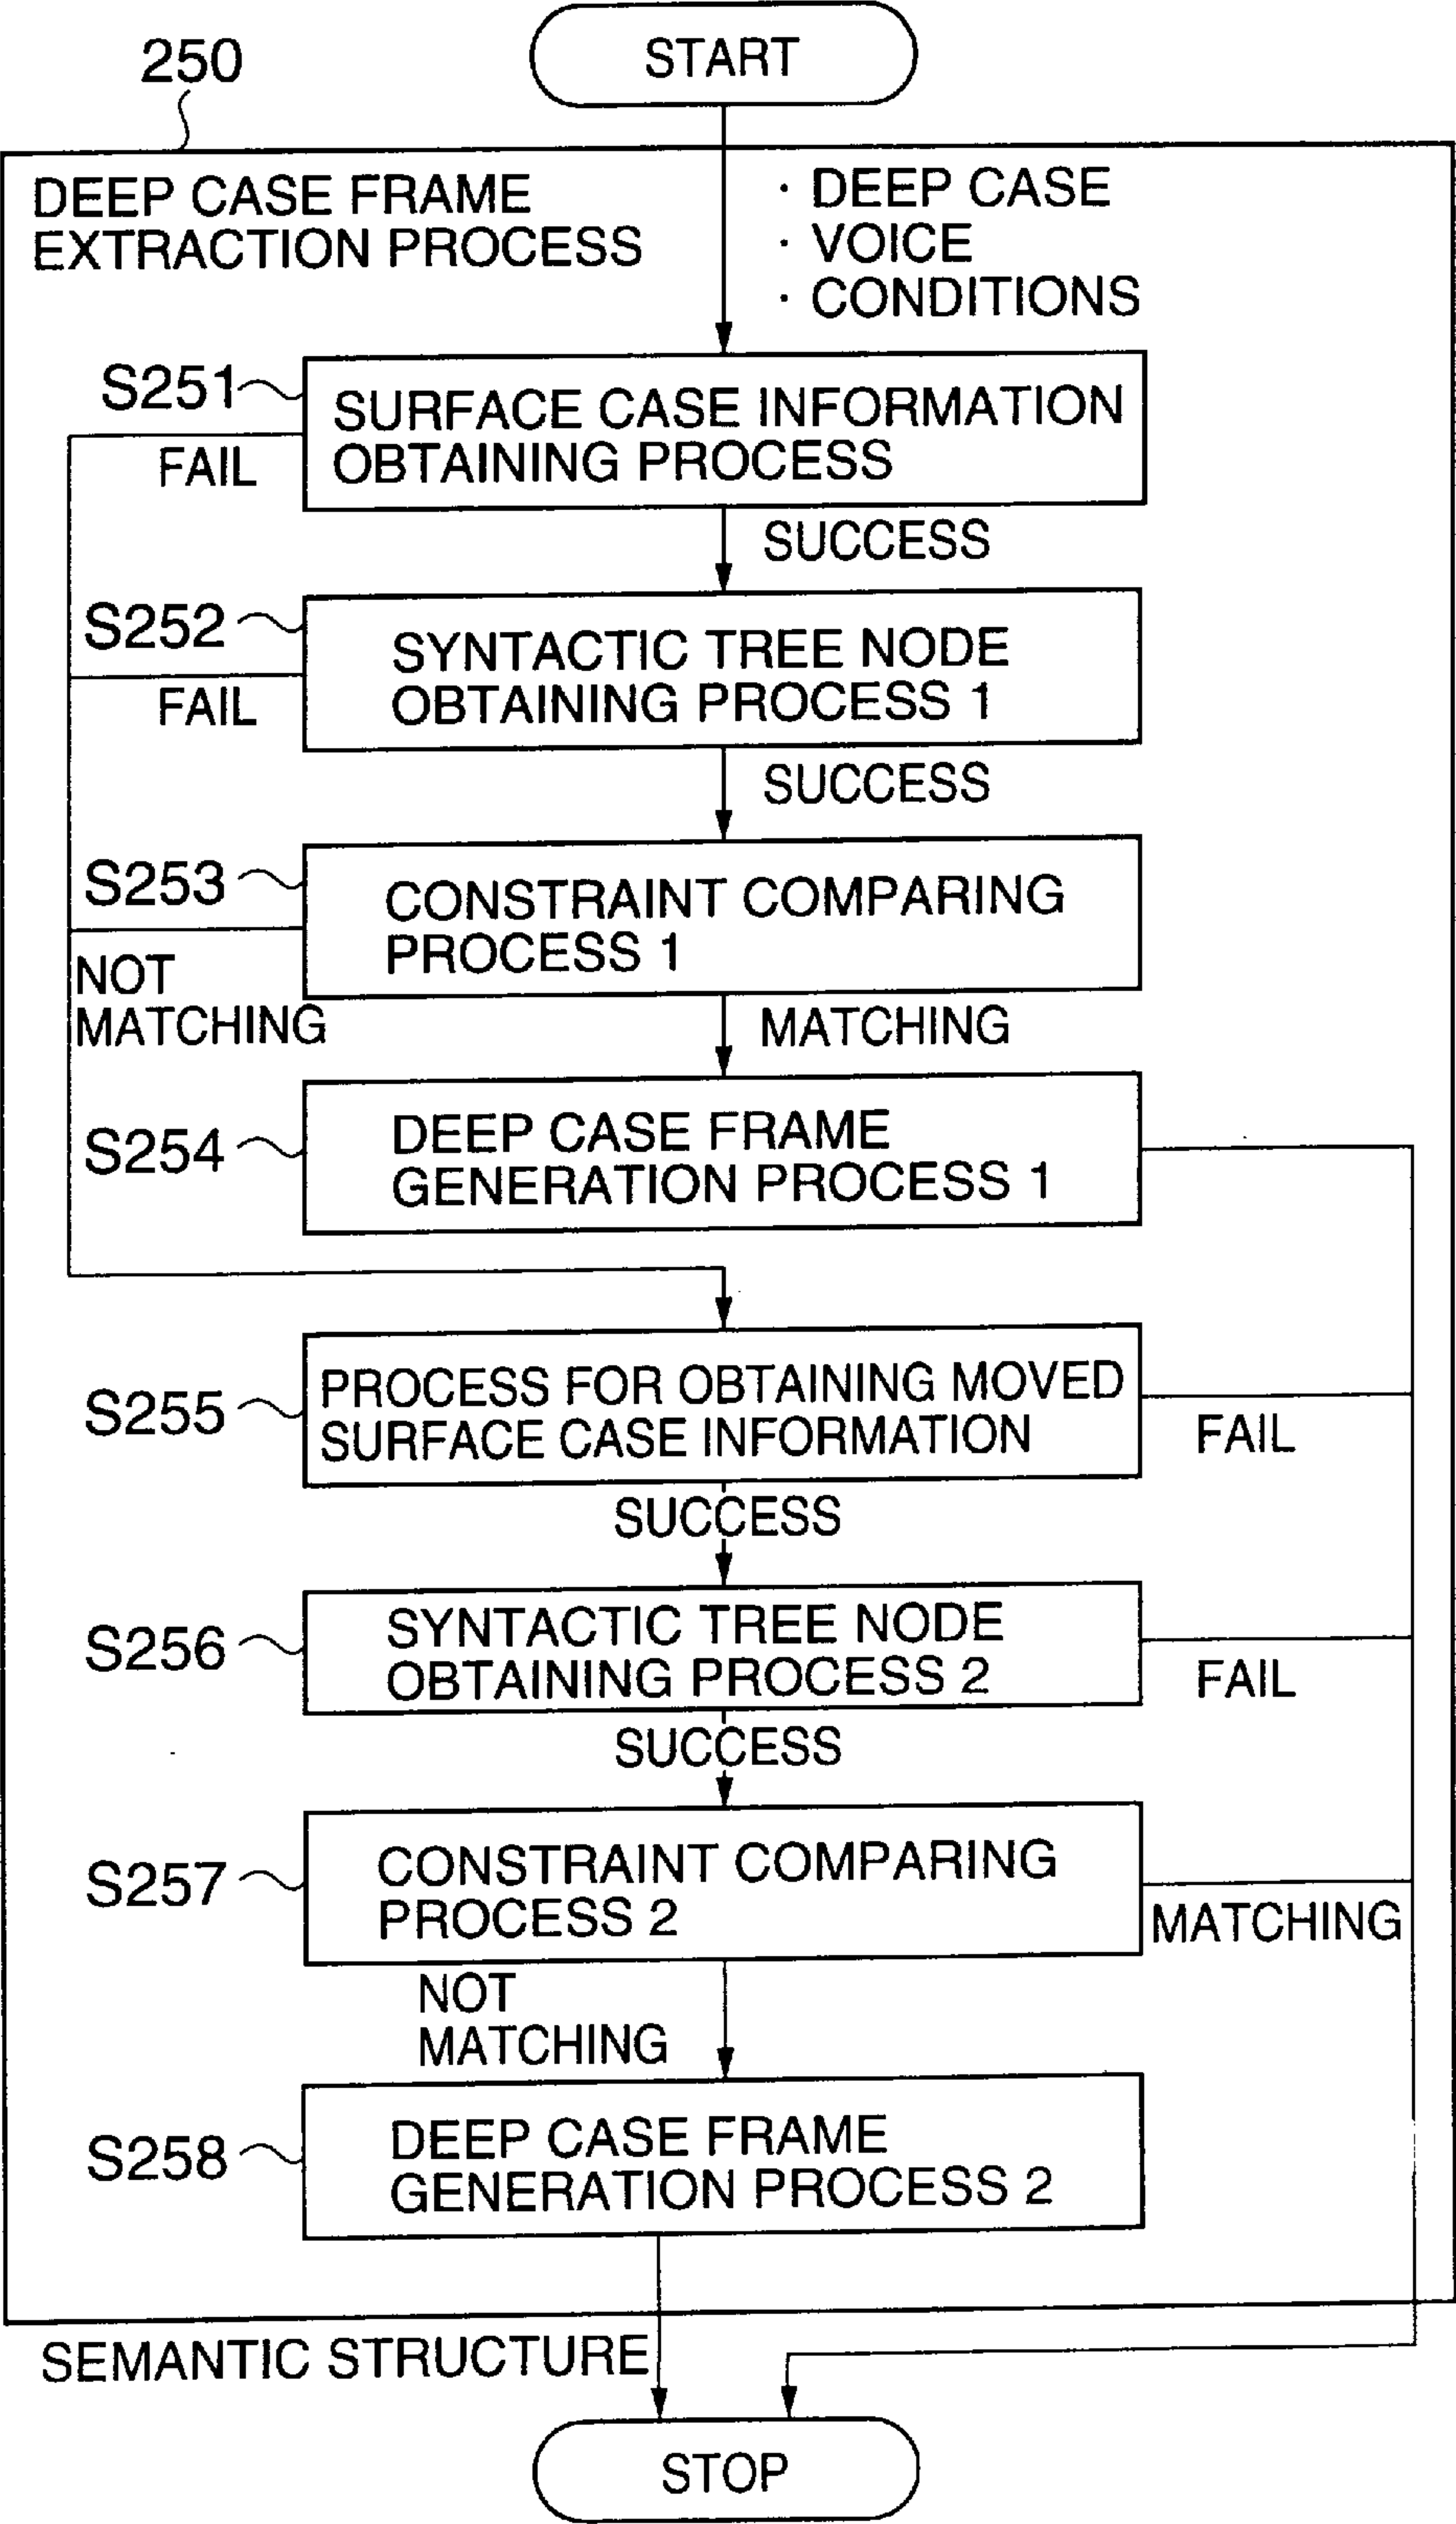 START
250
DEEP CASE FRAME
EXTRACTION PROCESS
· DEEP CASE
· VOICE
· CONDITIONS
S251
SURFACE CASE INFORMATION
OBTAINING PROCESS
FAIL
SUCCESS
S252
SYNTACTIC TREE NODE
OBTAINING PROCESS 1
FAIL
SUCCESS
S253
CONSTRAINT COMPARING
PROCESS 1
NOT
MATCHING
MATCHING
S254
DEEP CASE FRAME
GENERATION PROCESS 1
S255
PROCESS FOR OBTAINING MOVED
SURFACE CASE INFORMATION
FAIL
SUCCESS
S256
SYNTACTIC TREE NODE
OBTAINING PROCESS 2
FAIL
SUCCESS
S257
CONSTRAINT COMPARING
PROCESS 2
MATCHING
NOT
MATCHING
S258
DEEP CASE FRAME
GENERATION PROCESS 2
SEMANTIC STRUCTURE
STOP